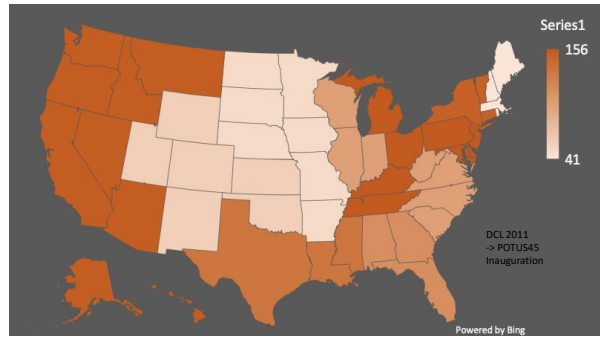 Series1
156
41
DCL 2011
-> POTUS45
Inauguration
Powered by Bing